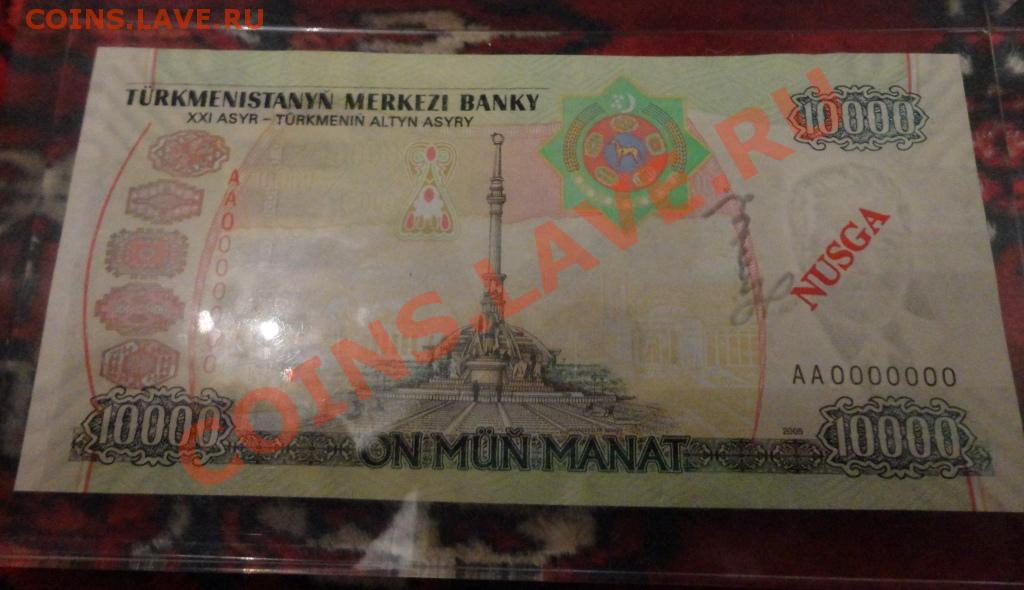 COINS.LAVE.RU
TÜRKMENISTANYŇ MERKEZI BANKY
XXI ASYR – TÜRKMENIŇ ALTYN ASYRY
10000
AA0000000
NUSGA
AA0000000
10000
ON MÜŇ MANAT
2005
10000
COINS.LAVE.RU